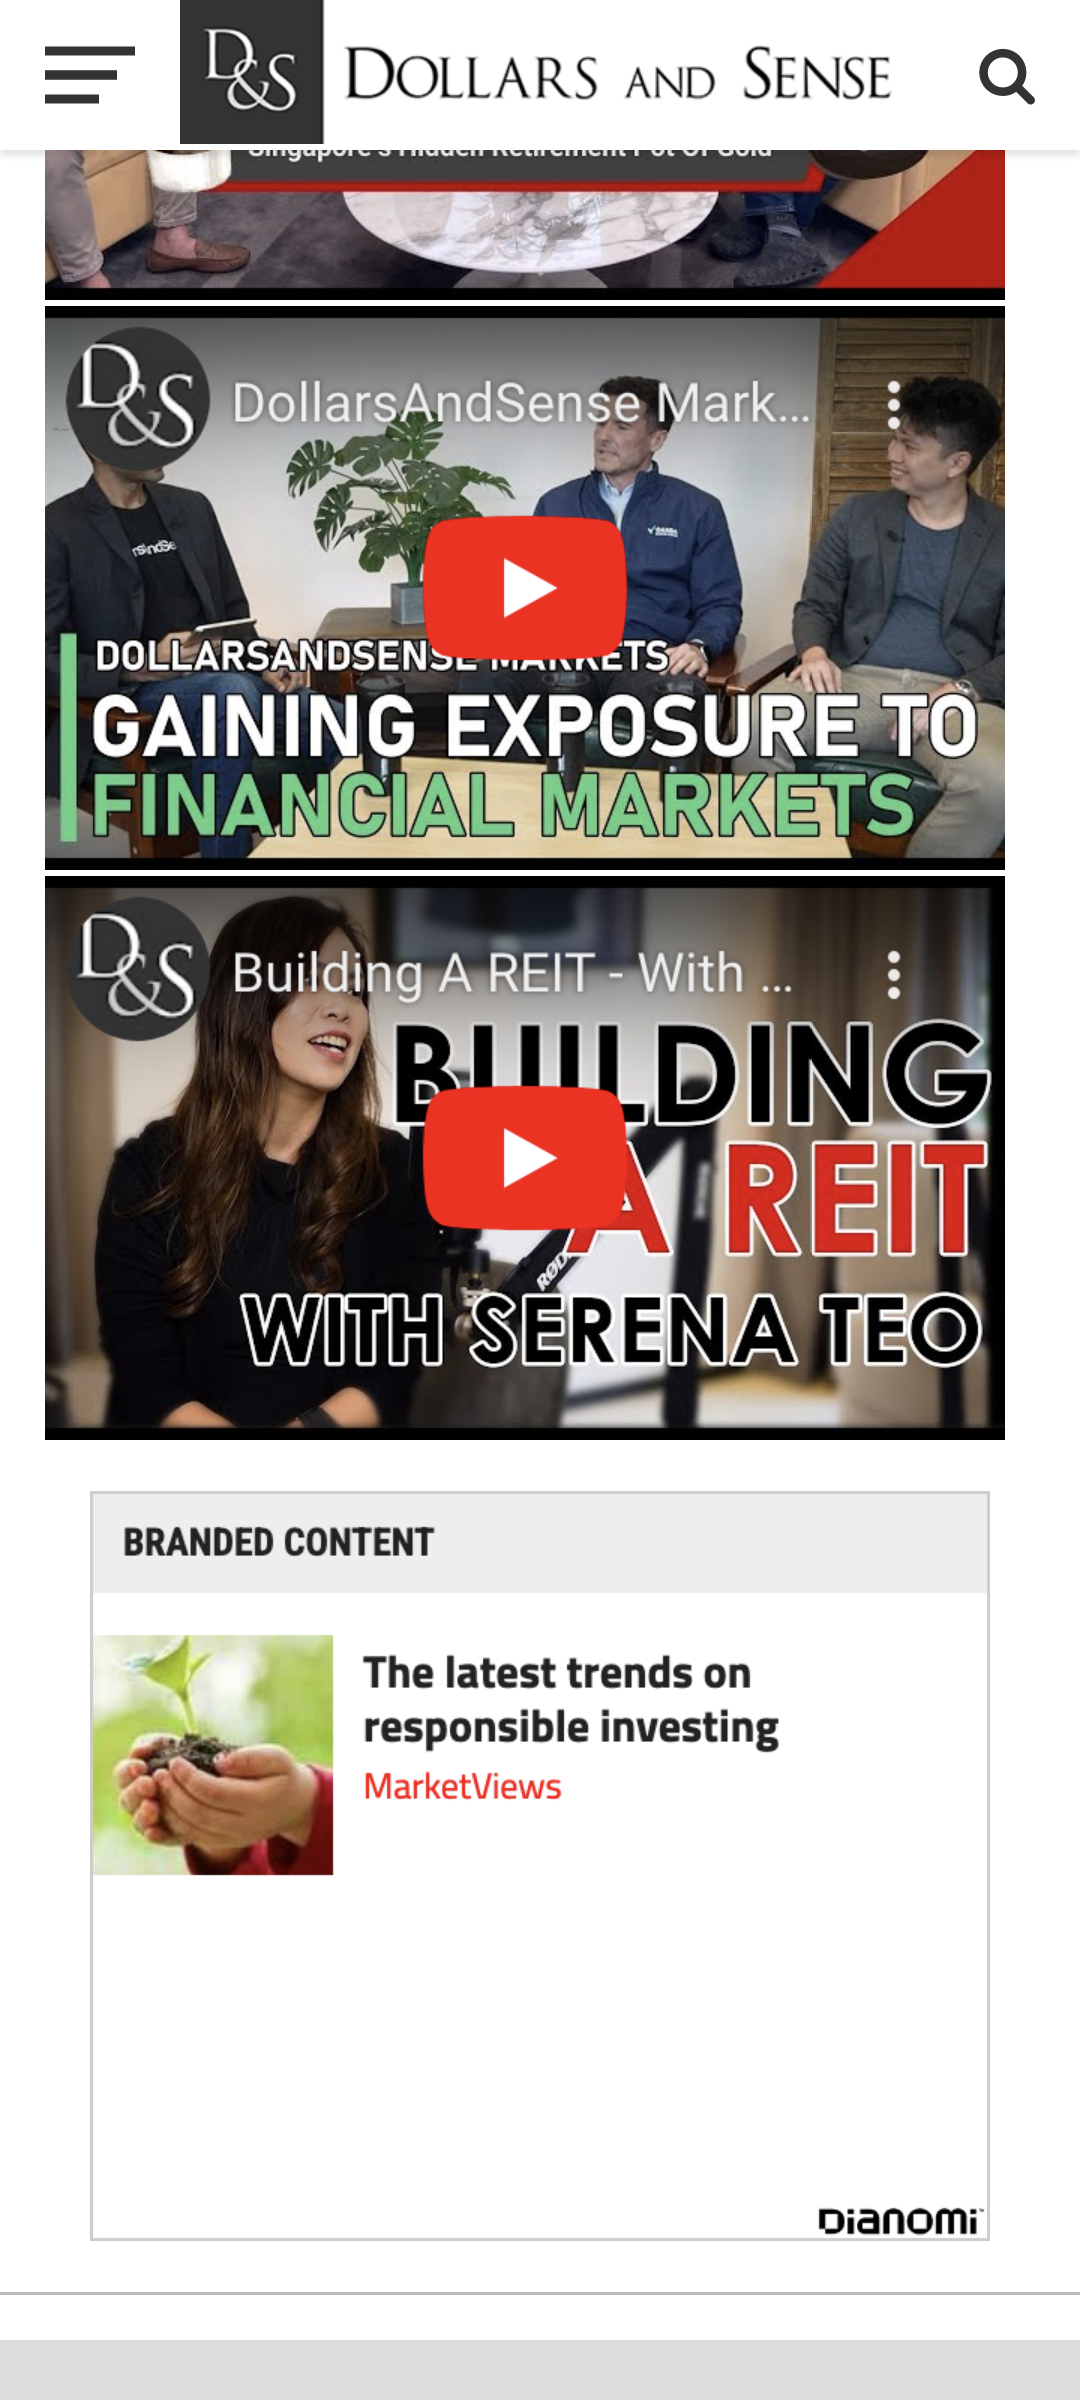 D&S DOLLARS AND SENSE
Singapore's Hidden Retirement Pot Of Gold
D&S DollarsAndSense Mark...
DOLLARSANDSENSE MARKETS
GAINING EXPOSURE TO
FINANCIAL MARKETS
D&S Building A REIT - With ...
BUILDING
A REIT
RØDE
WITH SERENA TEO
BRANDED CONTENT
The latest trends on
responsible investing
MarketViews
DIANOMI